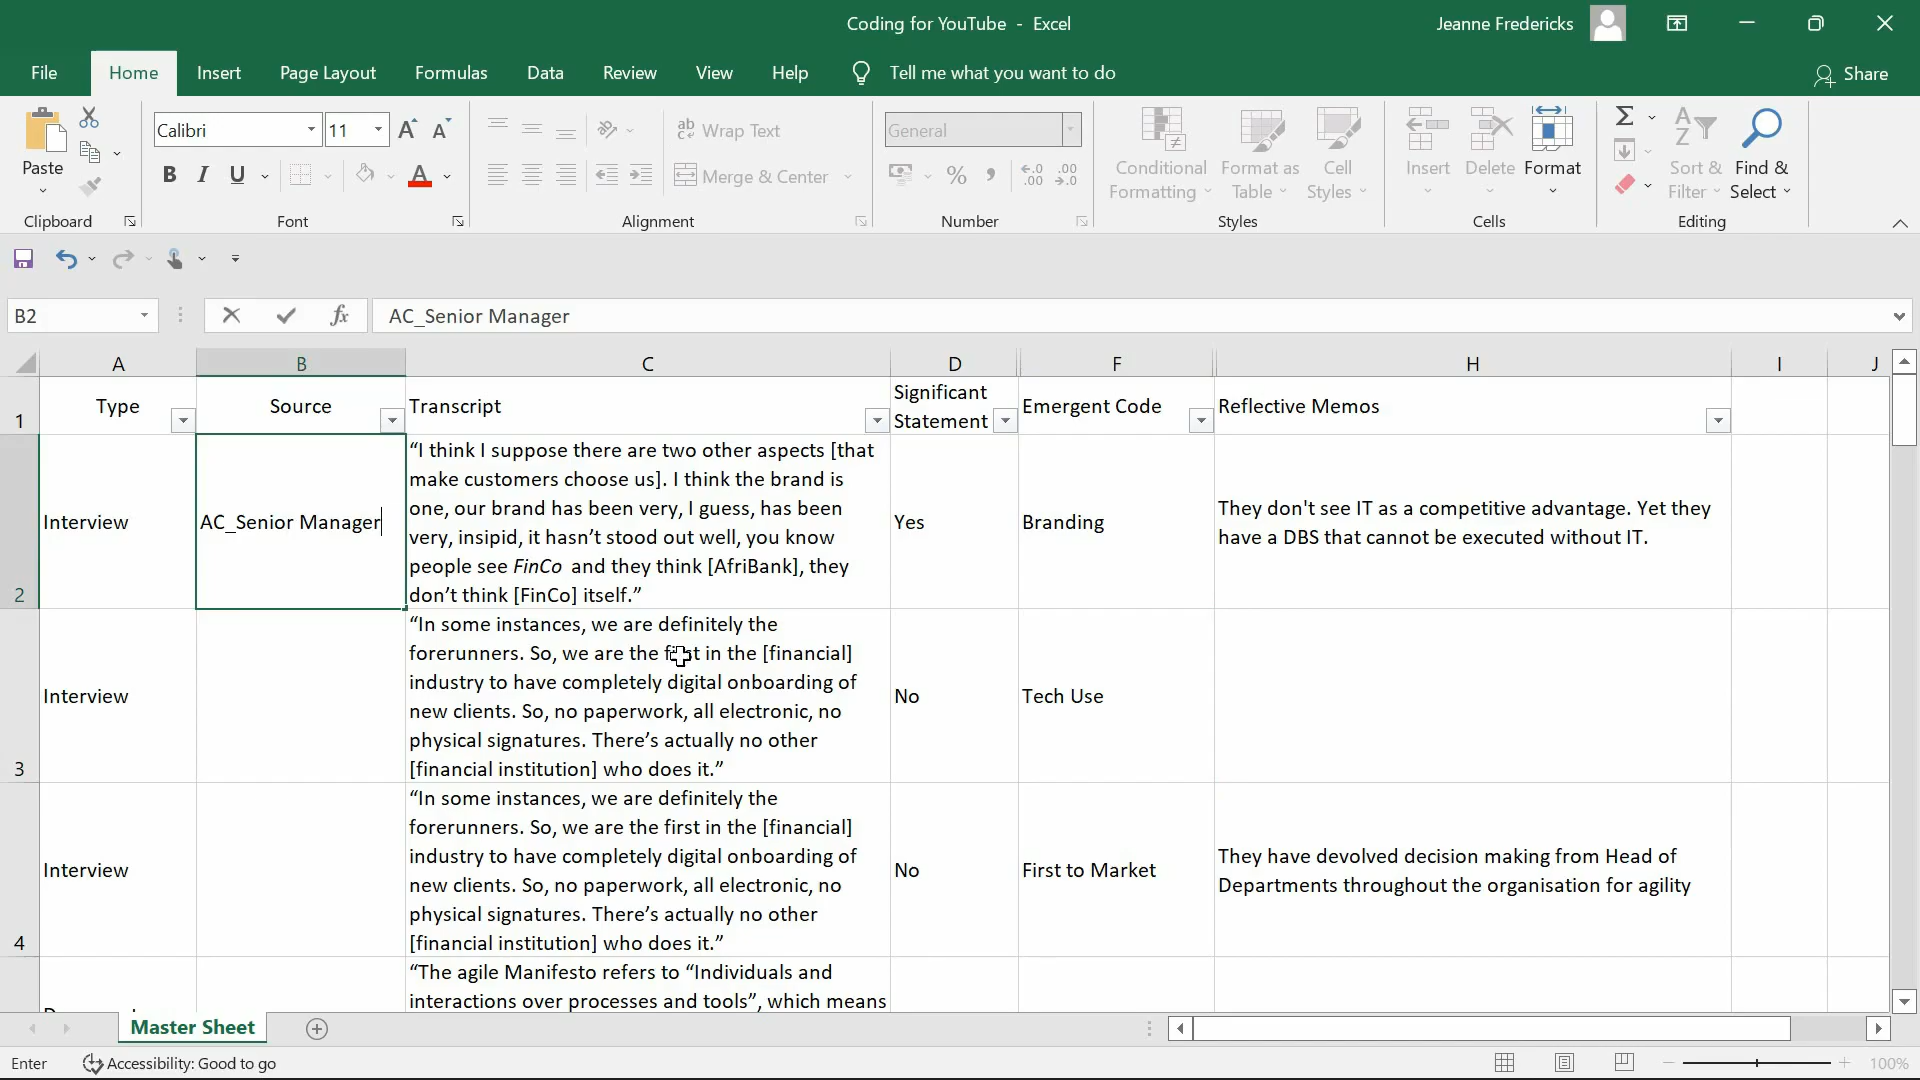 Coding for YouTube - Excel
Jeanne Fredericks
File Home Insert Page Layout Formulas Data Review View Help Tell me what you want to do Share
Paste
Clipboard
Calibri 11
B I U A
Font
ab Wrap Text
Merge & Center
Alignment
General
% , .00 .00
Number
Conditional Formatting
Format as Table
Cell Styles
Styles
Insert Delete Format
Cells
Sort & Filter
Find & Select
Editing
B2 fx AC_Senior Manager
A B C D F H I J
1 Type Source Transcript Significant Statement Emergent Code Reflective Memos
2 Interview AC_Senior Manager
“I think I suppose there are two other aspects [that
make customers choose us]. I think the brand is
one, our brand has been very, I guess, has been
very, insipid, it hasn’t stood out well, you know
people see FinCo and they think [AfriBank], they
don’t think [FinCo] itself.”
Yes Branding
They don't see IT as a competitive advantage. Yet they
have a DBS that cannot be executed without IT.
3 Interview
“In some instances, we are definitely the
forerunners. So, we are the first in the [financial]
industry to have completely digital onboarding of
new clients. So, no paperwork, all electronic, no
physical signatures. There’s actually no other
[financial institution] who does it.”
No Tech Use
4 Interview
“In some instances, we are definitely the
forerunners. So, we are the first in the [financial]
industry to have completely digital onboarding of
new clients. So, no paperwork, all electronic, no
physical signatures. There’s actually no other
[financial institution] who does it.”
No First to Market
They have devolved decision making from Head of
Departments throughout the organisation for agility
“The agile Manifesto refers to “Individuals and
interactions over processes and tools”, which means
Master Sheet
Enter Accessibility: Good to go 100%